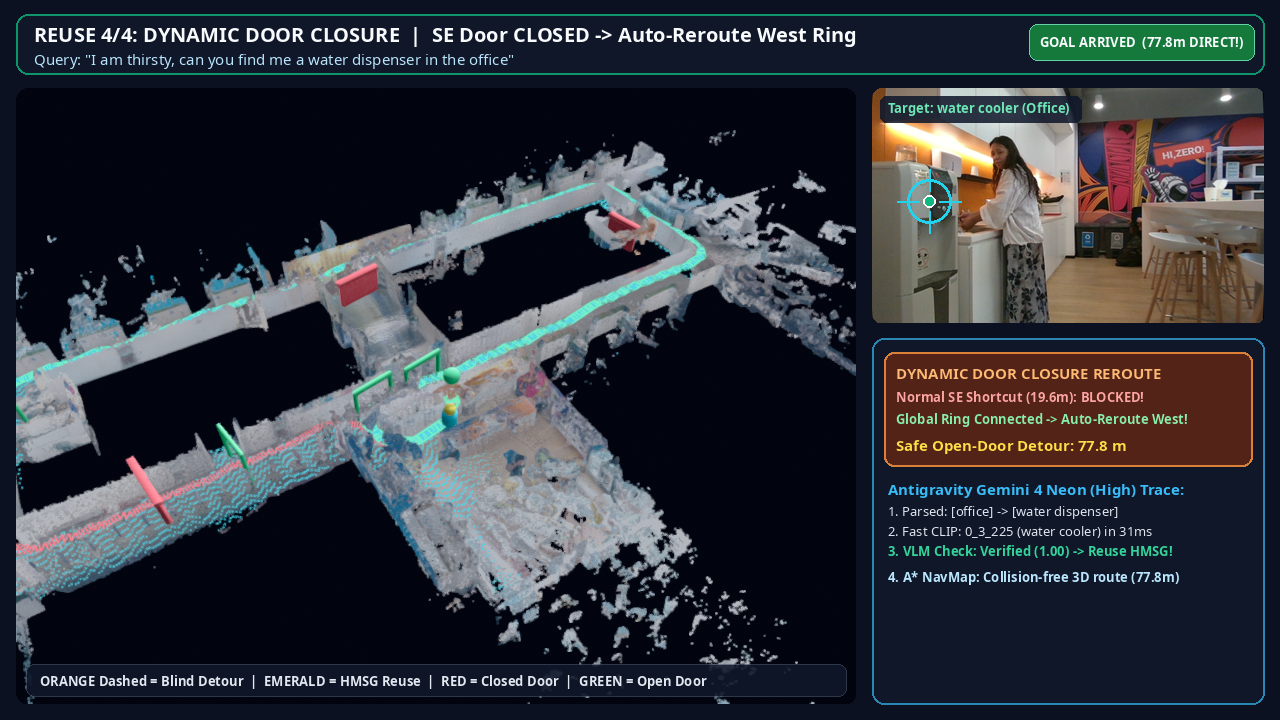 REUSE 4/4: DYNAMIC DOOR CLOSURE | SE Door CLOSED -> Auto-Reroute West Ring
Query: "I am thirsty, can you find me a water dispenser in the office"
GOAL ARRIVED (77.8m DIRECT!)
Target: water cooler (Office)
HI,ZERO!
DYNAMIC DOOR CLOSURE REROUTE
Normal SE Shortcut (19.6m): BLOCKED!
Global Ring Connected -> Auto-Reroute West!
Safe Open-Door Detour: 77.8 m
Antigravity Gemini 4 Neon (High) Trace:
1. Parsed: [office] -> [water dispenser]
2. Fast CLIP: 0_3_225 (water cooler) in 31ms
3. VLM Check: Verified (1.00) -> Reuse HMSG!
4. A* NavMap: Collision-free 3D route (77.8m)
ORANGE Dashed = Blind Detour | EMERALD = HMSG Reuse | RED = Closed Door | GREEN = Open Door